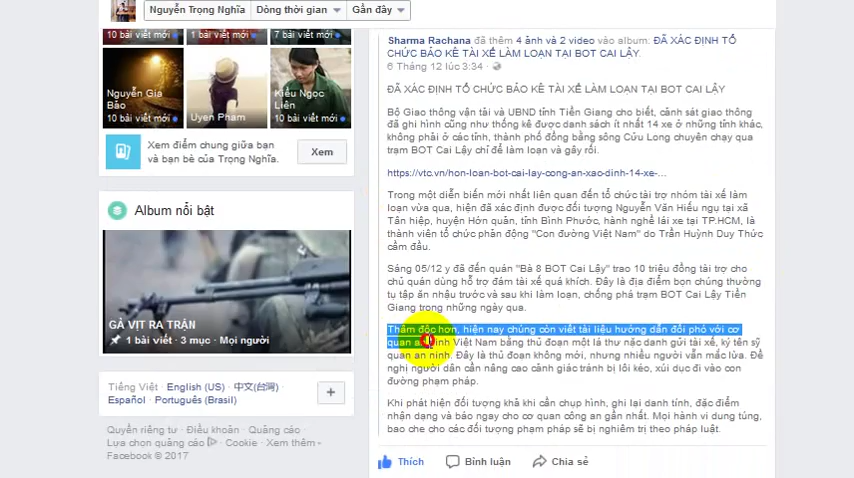 Nguyễn Trọng Nghĩa
Dòng thời gian
Gần đây
10 bài viết mới
1 bài viết mới
7 bài viết mới
Nguyễn Gia
Bảo
10 bài viết mới
Uyen Pham
Kiều Ngọc
Liên
10 bài viết mới
Xem điểm chung giữa bạn
và bạn bè của Trọng Nghĩa.
Xem
Album nổi bật
GÀ VỊT RA TRẬN
1 bài viết • 3 mục • Mọi người
Tiếng Việt · English (US) · 中文(台灣) ·
Español · Português (Brasil)
Quyền riêng tư · Điều khoản · Quảng cáo ·
Lựa chọn quảng cáo · Cookie · Xem thêm
Facebook © 2017
Sharma Rachana đã thêm 4 ảnh và 2 video vào album: ĐÃ XÁC ĐỊNH TỔ
CHỨC BẢO KÊ TÀI XẾ LÀM LOẠN TẠI BOT CAI LẬY.
6 Tháng 12 lúc 3:34 ·
ĐÃ XÁC ĐỊNH TỔ CHỨC BẢO KÊ TÀI XẾ LÀM LOẠN TẠI BOT CAI LẬY
Bộ Giao thông vận tải và UBND tỉnh Tiền Giang cho biết, cảnh sát giao thông
đã ghi hình cũng như thống kê được danh sách ít nhất 14 xe ở những tỉnh khác,
không phải ở các tỉnh, thành phố đồng bằng sông Cửu Long chuyên chạy qua
trạm BOT Cai Lậy chỉ để làm loạn và gây rối.
https://vtc.vn/hon-loan-bot-cai-lay-cong-an-xac-dinh-14-xe-...
Trong một diễn biến mới nhất liên quan đến tổ chức tài trợ nhóm tài xế làm
loạn vừa qua, hiện đã xác định được đối tượng Nguyễn Văn Hiếu ngụ tại xã
Tân hiệp, huyện Hớn quản, tỉnh Bình Phước, hành nghề lái xe tại TP.HCM, là
thành viên tổ chức phản động "Con đường Việt Nam" do Trần Huỳnh Duy Thức
cầm đầu.
Sáng 05/12 y đã đến quán "Bà 8 BOT Cai Lậy" trao 10 triệu đồng tài trợ cho
chủ quán dùng hỗ trợ đám tài xế quá khích. Đây là địa điểm bọn chúng thường
tụ tập ăn nhậu trước và sau khi làm loạn, chống phá trạm BOT Cai Lậy Tiền
Giang trong những ngày qua.
Thâm độc hơn, hiện nay chúng còn viết tài liệu hướng dẫn đối phó với cơ
quan an ninh Việt Nam bằng thủ đoạn một lá thư nặc danh gửi tài xế, ký tên sỹ
quan an ninh. Đây là thủ đoạn không mới, nhưng nhiều người vẫn mắc lừa. Đề
nghị người dân cần nâng cao cảnh giác tránh bị lôi kéo, xúi dục đi vào con
đường phạm pháp.
Khi phát hiện đối tượng khả khi cần chụp hình, ghi lại danh tính, đặc điểm
nhận dạng và báo ngay cho cơ quan công an gần nhất. Mọi hành vi dung túng,
bao che cho các đối tượng phạm pháp sẽ bị nghiêm trị theo pháp luật.
Thích
Bình luận
Chia sẻ